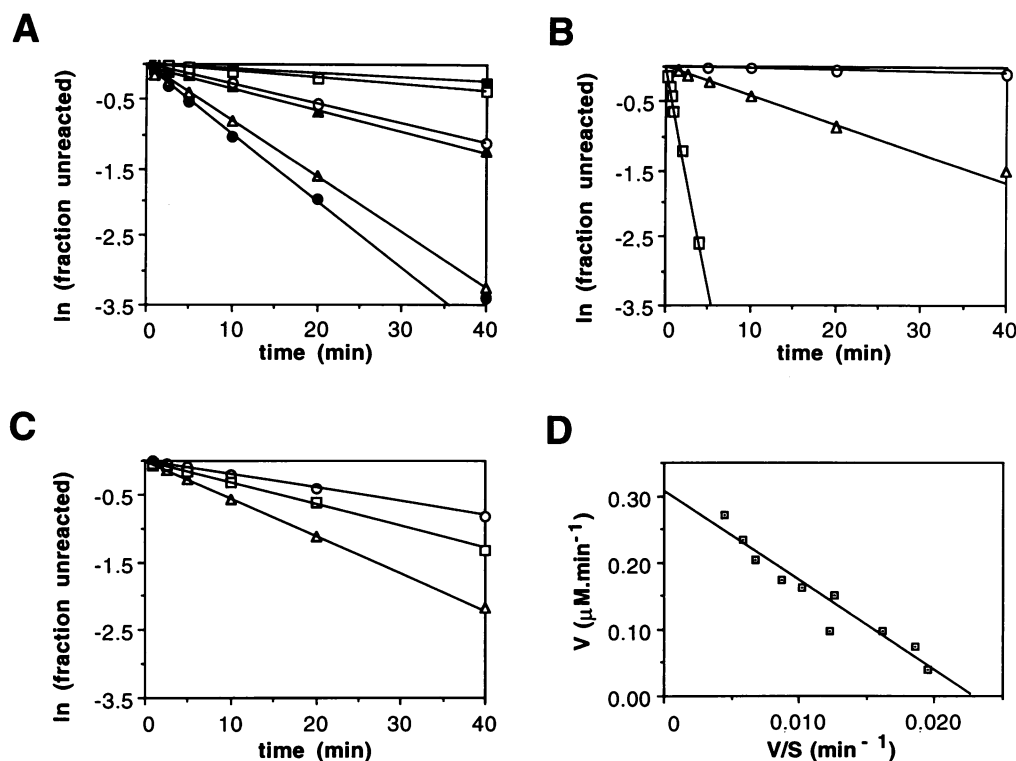 A
ln (fraction unreacted)
-0.5
-1.5
-2.5
-3.5
0 10 20 30 40
time (min)
B
ln (fraction unreacted)
-0.5
-1.5
-2.5
-3.5
0 10 20 30 40
time (min)
C
ln (fraction unreacted)
-0.5
-1.5
-2.5
-3.5
0 10 20 30 40
time (min)
D
V (μM.min⁻¹)
0.30
0.20
0.10
0.00
0 0.010 0.020
V/S (min⁻¹)